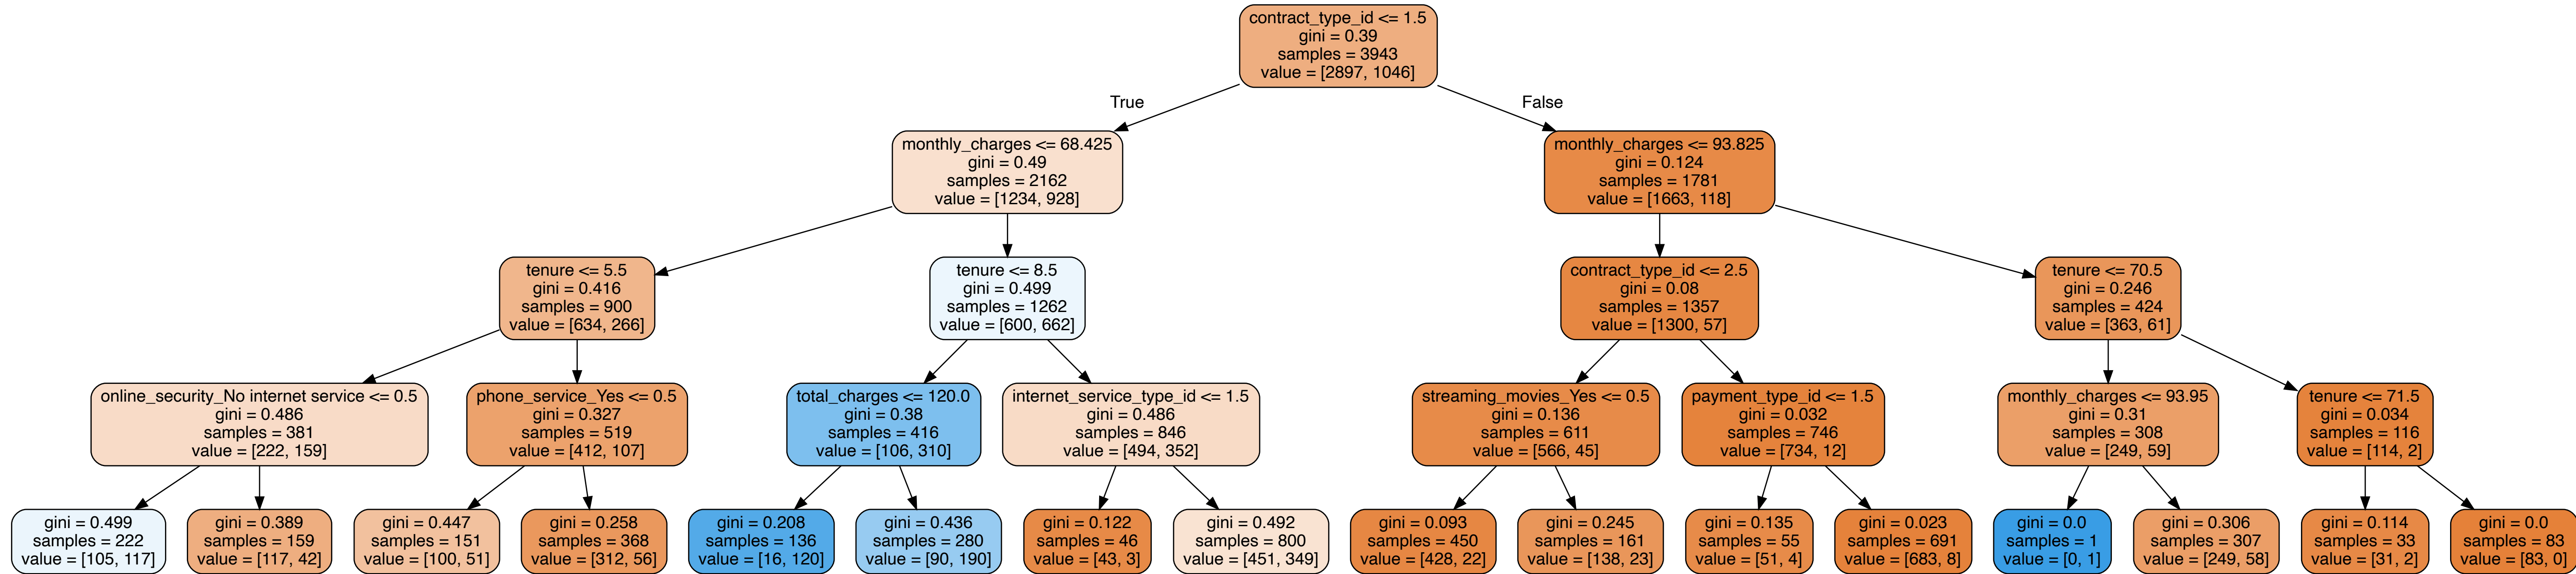 contract_type_id <= 1.5
gini = 0.39
samples = 3943
value = [2897, 1046]
True
False
monthly_charges <= 68.425
gini = 0.49
samples = 2162
value = [1234, 928]
monthly_charges <= 93.825
gini = 0.124
samples = 1781
value = [1663, 118]
tenure <= 5.5
gini = 0.416
samples = 900
value = [634, 266]
tenure <= 8.5
gini = 0.499
samples = 1262
value = [600, 662]
contract_type_id <= 2.5
gini = 0.08
samples = 1357
value = [1300, 57]
tenure <= 70.5
gini = 0.246
samples = 424
value = [363, 61]
online_security_No internet service <= 0.5
gini = 0.486
samples = 381
value = [222, 159]
phone_service_Yes <= 0.5
gini = 0.327
samples = 519
value = [412, 107]
total_charges <= 120.0
gini = 0.38
samples = 416
value = [106, 310]
internet_service_type_id <= 1.5
gini = 0.486
samples = 846
value = [494, 352]
streaming_movies_Yes <= 0.5
gini = 0.136
samples = 611
value = [566, 45]
payment_type_id <= 1.5
gini = 0.032
samples = 746
value = [734, 12]
monthly_charges <= 93.95
gini = 0.31
samples = 308
value = [249, 59]
tenure <= 71.5
gini = 0.034
samples = 116
value = [114, 2]
gini = 0.499
samples = 222
value = [105, 117]
gini = 0.389
samples = 159
value = [117, 42]
gini = 0.447
samples = 151
value = [100, 51]
gini = 0.258
samples = 368
value = [312, 56]
gini = 0.208
samples = 136
value = [16, 120]
gini = 0.436
samples = 280
value = [90, 190]
gini = 0.122
samples = 46
value = [43, 3]
gini = 0.492
samples = 800
value = [451, 349]
gini = 0.093
samples = 450
value = [428, 22]
gini = 0.245
samples = 161
value = [138, 23]
gini = 0.135
samples = 55
value = [51, 4]
gini = 0.023
samples = 691
value = [683, 8]
gini = 0.0
samples = 1
value = [0, 1]
gini = 0.306
samples = 307
value = [249, 58]
gini = 0.114
samples = 33
value = [31, 2]
gini = 0.0
samples = 83
value = [83, 0]